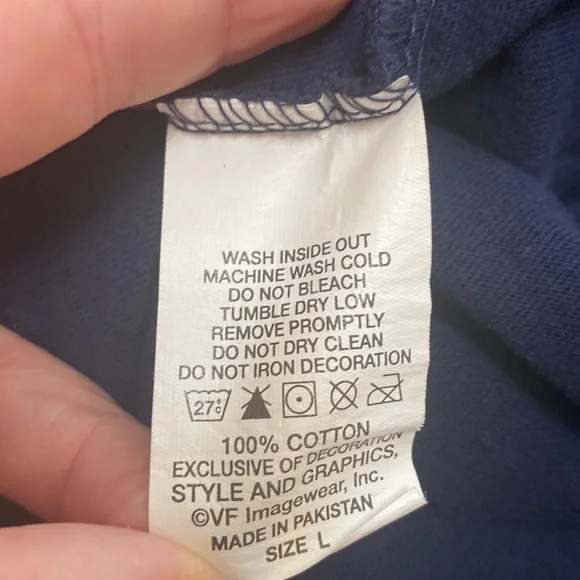 WASH INSIDE OUT
MACHINE WASH COLD
DO NOT BLEACH
TUMBLE DRY LOW
REMOVE PROMPTLY
DO NOT DRY CLEAN
DO NOT IRON DECORATION
27°C
100% COTTON
EXCLUSIVE OF DECORATION
STYLE AND GRAPHICS,
©VF Imagewear, Inc.
MADE IN PAKISTAN
SIZE L